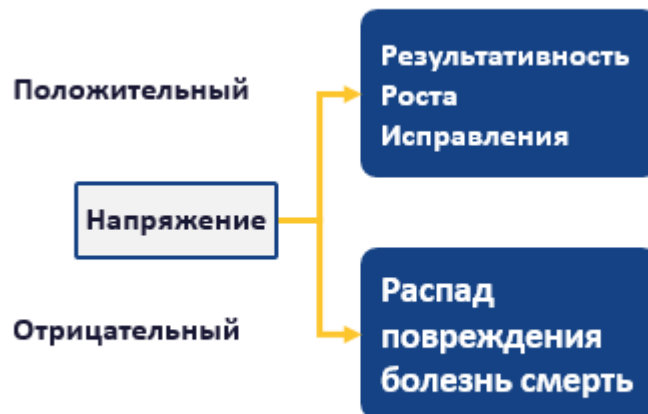 Положительный
Результативность
Роста
Исправления
Напряжение
Отрицательный
Распад
повреждения
болезнь смерть